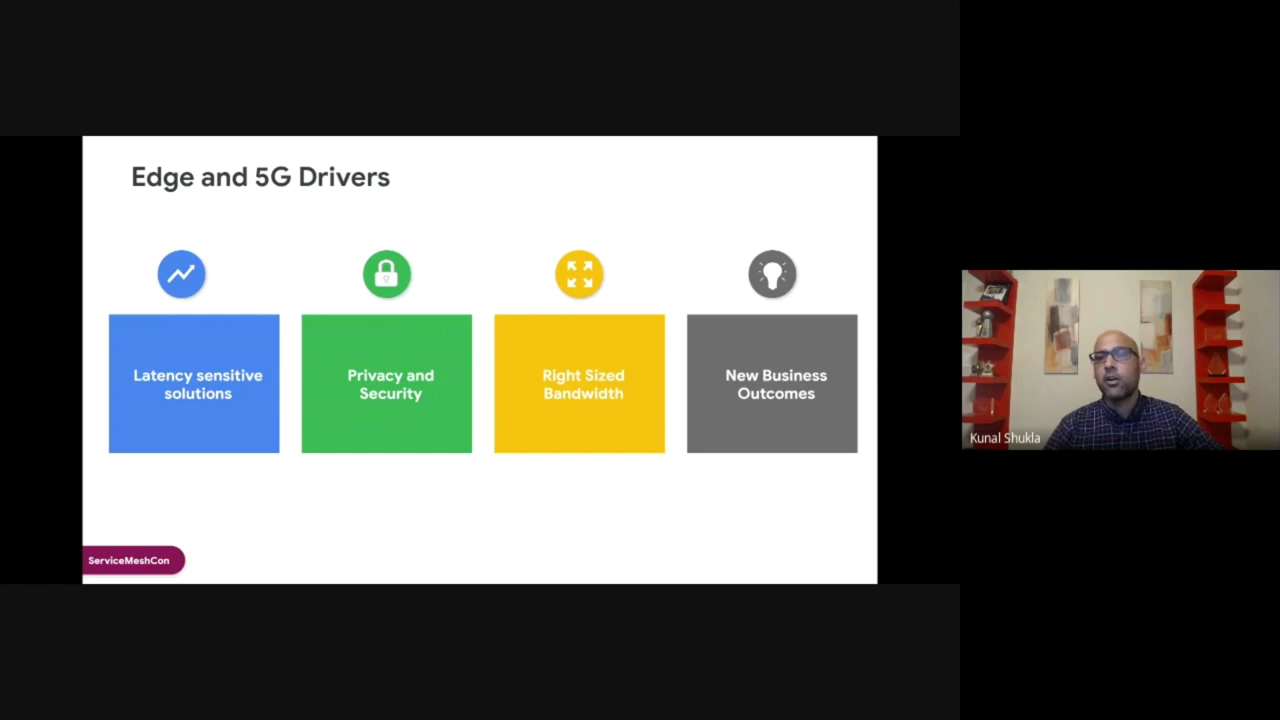 Edge and 5G Drivers
Latency sensitive
solutions
Privacy and
Security
Right Sized
Bandwidth
New Business
Outcomes
ServiceMeshCon
Kunal Shukla